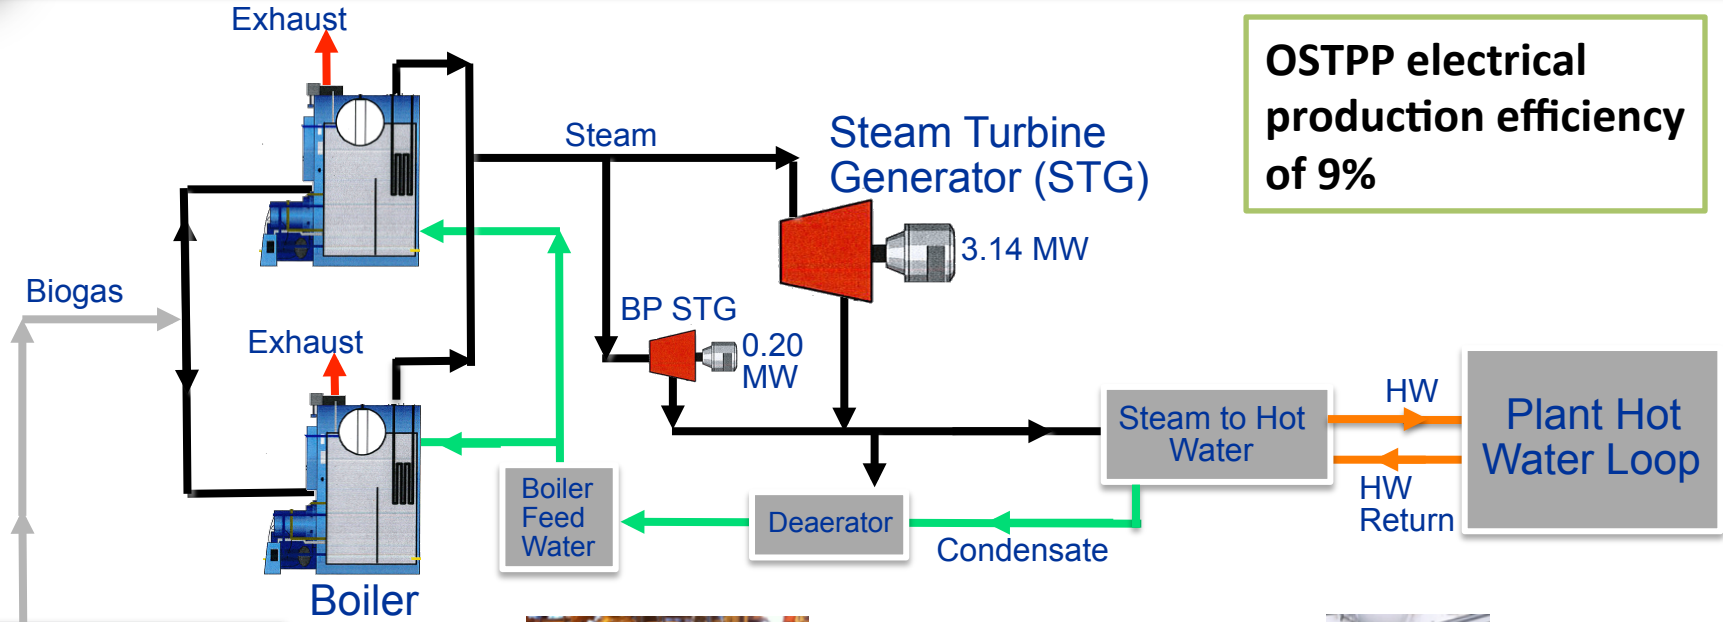 Exhaust
OSTPP electrical
production efficiency
of 9%
Steam
Steam Turbine
Generator (STG)
3.14 MW
Biogas
BP STG
0.20
MW
Exhaust
HW
Steam to Hot
Water
Plant Hot
Water Loop
HW
Return
Boiler
Feed
Water
Deaerator
Condensate
Boiler